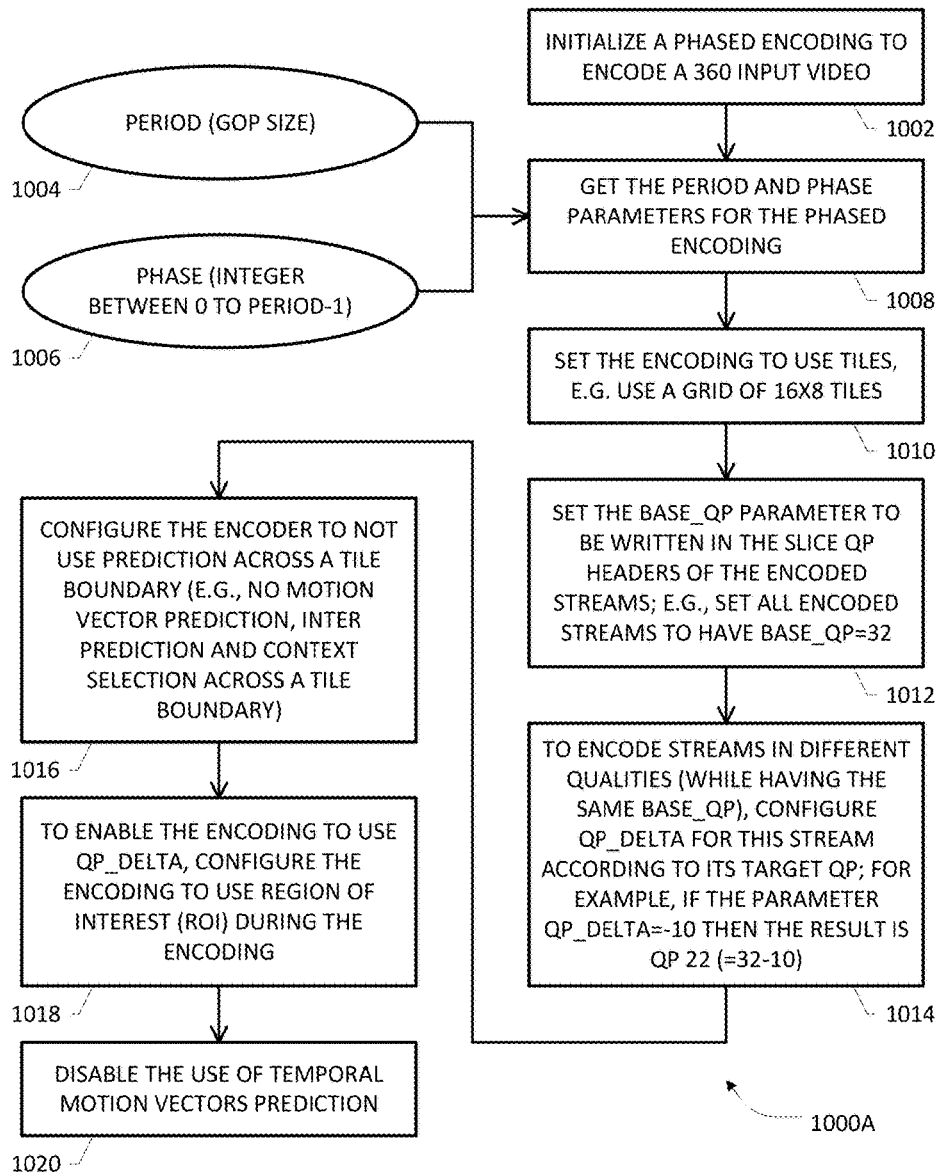 INITIALIZE A PHASED ENCODING TO
ENCODE A 360 INPUT VIDEO
1002
PERIOD (GOP SIZE)
1004
PHASE (INTEGER
BETWEEN 0 TO PERIOD-1)
1006
GET THE PERIOD AND PHASE
PARAMETERS FOR THE PHASED
ENCODING
1008
SET THE ENCODING TO USE TILES,
E.G. USE A GRID OF 16X8 TILES
1010
SET THE BASE_QP PARAMETER TO
BE WRITTEN IN THE SLICE QP
HEADERS OF THE ENCODED
STREAMS; E.G., SET ALL ENCODED
STREAMS TO HAVE BASE_QP=32
1012
TO ENCODE STREAMS IN DIFFERENT
QUALITIES (WHILE HAVING THE
SAME BASE_QP), CONFIGURE
QP_DELTA FOR THIS STREAM
ACCORDING TO ITS TARGET QP; FOR
EXAMPLE, IF THE PARAMETER
QP_DELTA=-10 THEN THE RESULT IS
QP 22 (=32-10)
1014
CONFIGURE THE ENCODER TO NOT
USE PREDICTION ACROSS A TILE
BOUNDARY (E.G., NO MOTION
VECTOR PREDICTION, INTER
PREDICTION AND CONTEXT
SELECTION ACROSS A TILE
BOUNDARY)
1016
TO ENABLE THE ENCODING TO USE
QP_DELTA, CONFIGURE THE
ENCODING TO USE REGION OF
INTEREST (ROI) DURING THE
ENCODING
1018
DISABLE THE USE OF TEMPORAL
MOTION VECTORS PREDICTION
1020
1000A